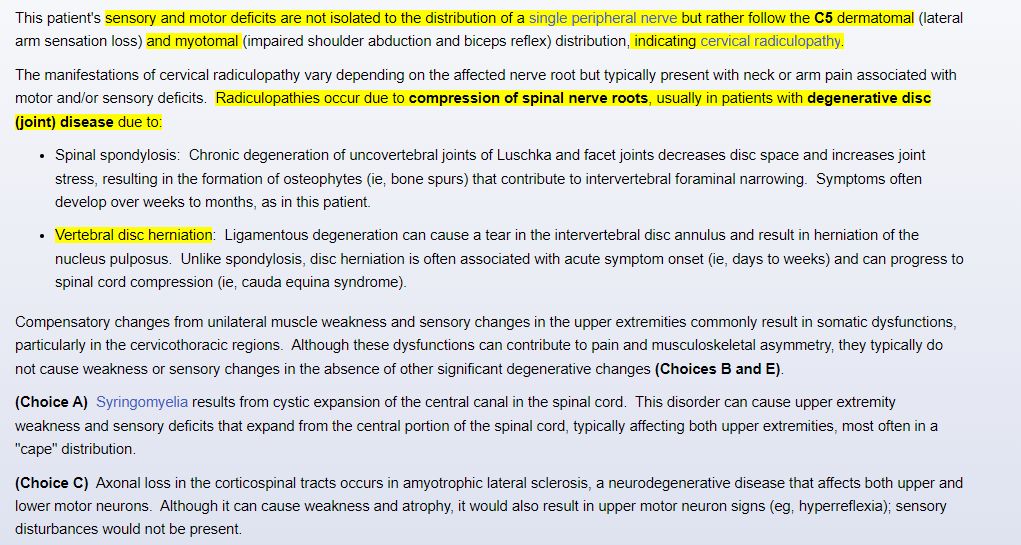 This patient's sensory and motor deficits are not isolated to the distribution of a single peripheral nerve but rather follow the C5 dermatomal (lateral
arm sensation loss) and myotomal (impaired shoulder abduction and biceps reflex) distribution, indicating cervical radiculopathy.
The manifestations of cervical radiculopathy vary depending on the affected nerve root but typically present with neck or arm pain associated with
motor and/or sensory deficits. Radiculopathies occur due to compression of spinal nerve roots, usually in patients with degenerative disc
(joint) disease due to:
• Spinal spondylosis: Chronic degeneration of uncovertebral joints of Luschka and facet joints decreases disc space and increases joint
stress, resulting in the formation of osteophytes (ie, bone spurs) that contribute to intervertebral foraminal narrowing. Symptoms often
develop over weeks to months, as in this patient.
• Vertebral disc herniation: Ligamentous degeneration can cause a tear in the intervertebral disc annulus and result in herniation of the
nucleus pulposus. Unlike spondylosis, disc herniation is often associated with acute symptom onset (ie, days to weeks) and can progress to
spinal cord compression (ie, cauda equina syndrome).
Compensatory changes from unilateral muscle weakness and sensory changes in the upper extremities commonly result in somatic dysfunctions,
particularly in the cervicothoracic regions. Although these dysfunctions can contribute to pain and musculoskeletal asymmetry, they typically do
not cause weakness or sensory changes in the absence of other significant degenerative changes (Choices B and E).
(Choice A) Syringomyelia results from cystic expansion of the central canal in the spinal cord. This disorder can cause upper extremity
weakness and sensory deficits that expand from the central portion of the spinal cord, typically affecting both upper extremities, most often in a
"cape" distribution.
(Choice C) Axonal loss in the corticospinal tracts occurs in amyotrophic lateral sclerosis, a neurodegenerative disease that affects both upper and
lower motor neurons. Although it can cause weakness and atrophy, it would also result in upper motor neuron signs (eg, hyperreflexia); sensory
disturbances would not be present.